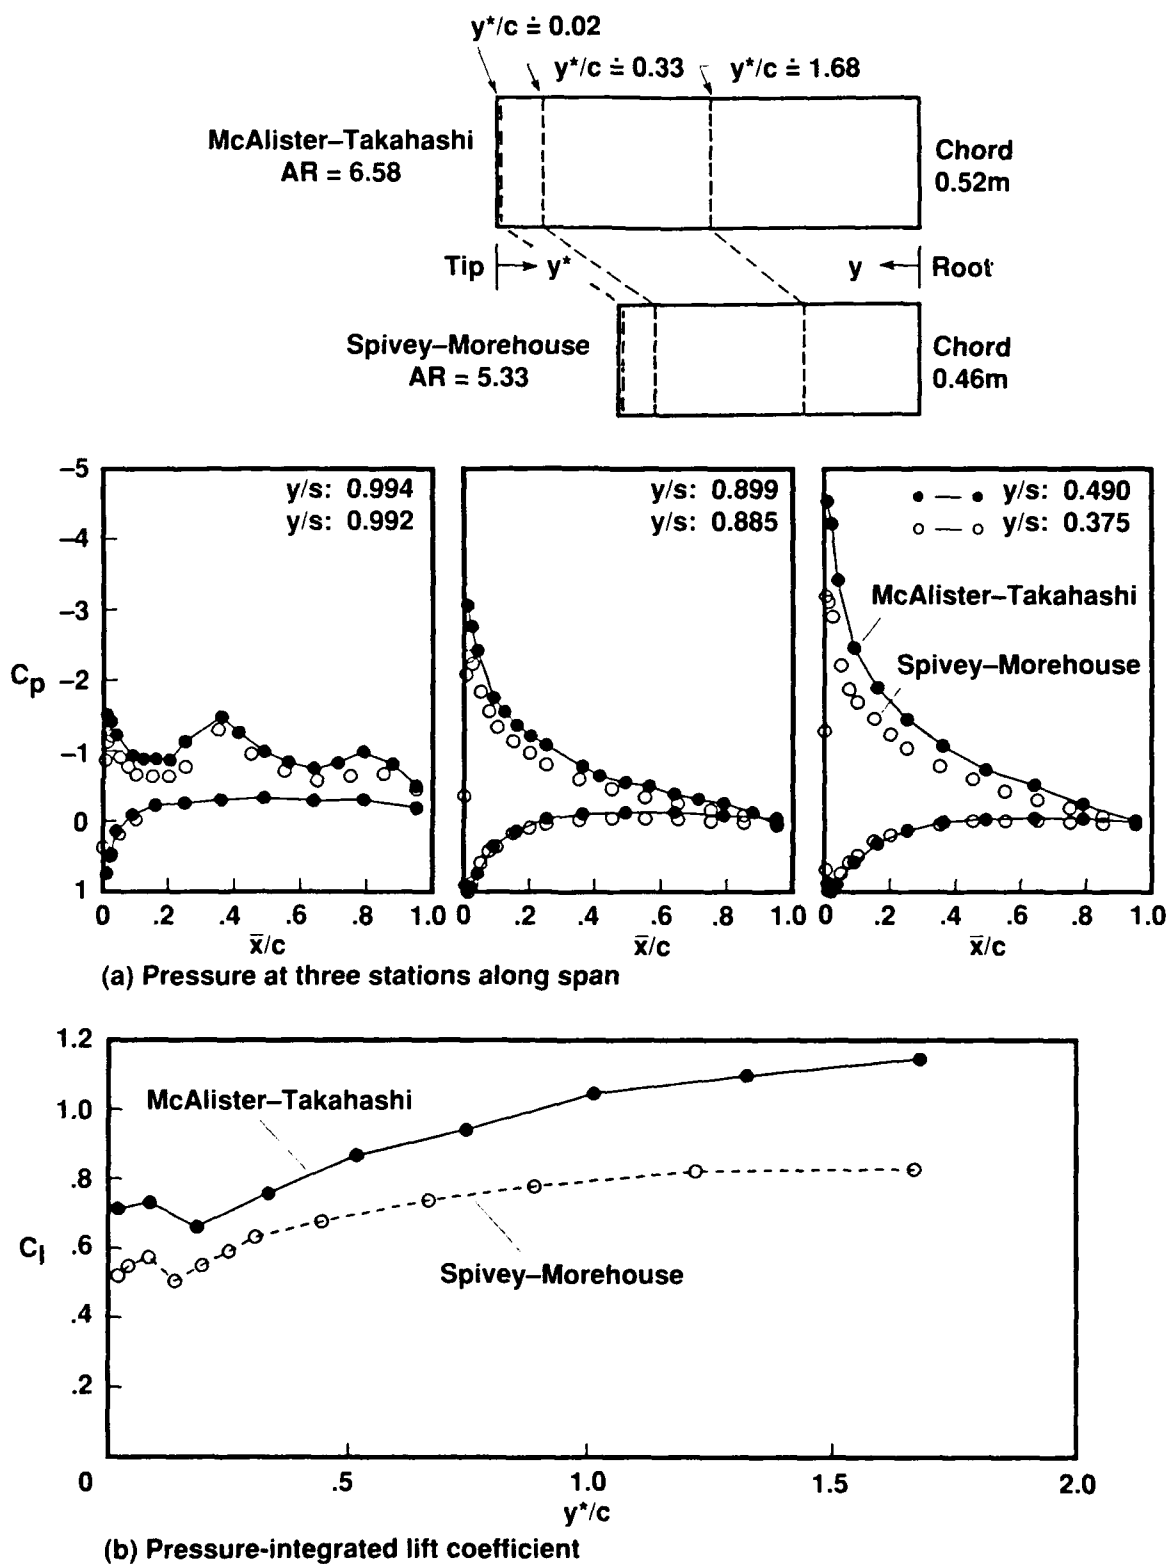 y*/c ≐ 0.02
y*/c ≐ 0.33 y*/c ≐ 1.68
McAlister–Takahashi
AR = 6.58
Chord
0.52m
Tip y* y Root
Spivey–Morehouse
AR = 5.33
Chord
0.46m
–5
–4
–3
–2
–1
0
1
Cp
y/s: 0.994
y/s: 0.992
0 .2 .4 .6 .8 1.0
x̅/c
y/s: 0.899
y/s: 0.885
0 .2 .4 .6 .8 1.0
x̅/c
y/s: 0.490
y/s: 0.375
McAlister–Takahashi
Spivey–Morehouse
0 .2 .4 .6 .8 1.0
x̅/c
(a) Pressure at three stations along span
1.2
1.0
.8
.6
.4
.2
Cl
McAlister–Takahashi
Spivey–Morehouse
0 .5 1.0 1.5 2.0
y*/c
(b) Pressure-integrated lift coefficient